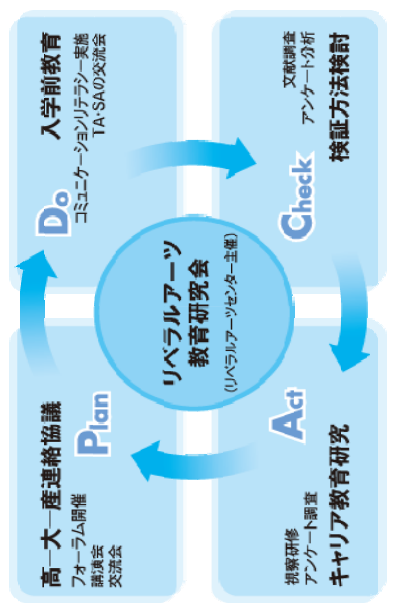 高－大－産連絡協議
フォーラム開催
講演会
交流会
Plan
入学前教育
コミュニケーションリテラシー実施
TA・SAの交流会
Do
リベラルアーツ
教育研究会
（リベラルアーツセンター主催）
Act
視察研修
アンケート調査
キャリア教育研究
Check
文献調査
アンケート分析
検証方法検討